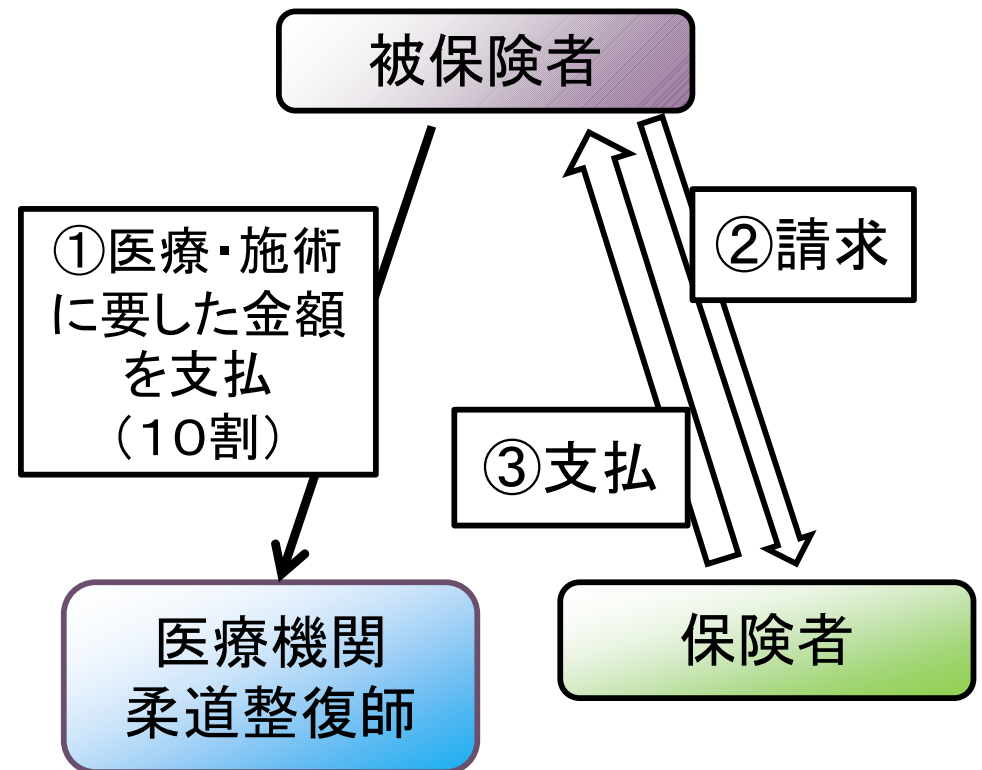 被保険者
①医療・施術
に要した金額
を支払
（１０割）
②請求
③支払
医療機関
柔道整復師
保険者